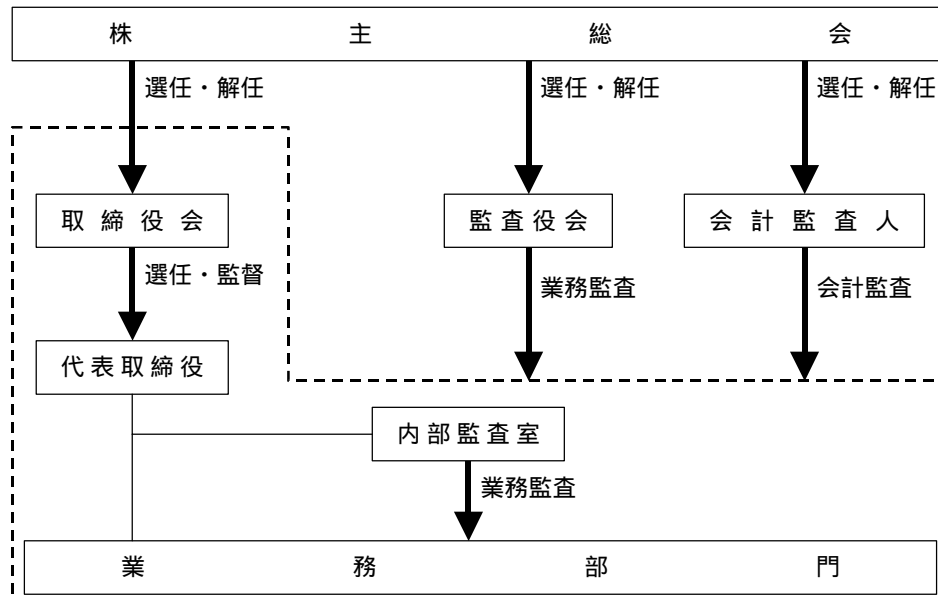 株主総会
選任・解任
選任・解任
選任・解任
取締役会
監査役会
会計監査人
選任・監督
業務監査
会計監査
代表取締役
内部監査室
業務監査
業務部門